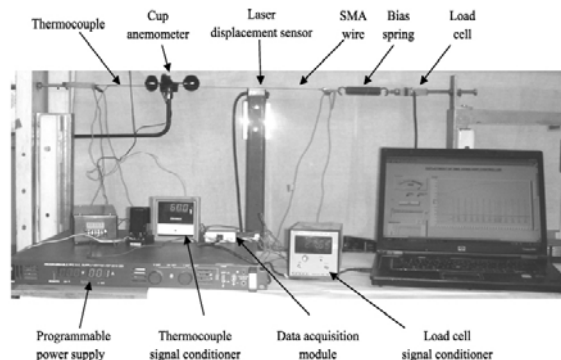 Thermocouple
Cup
anemometer
Laser
displacement sensor
SMA
wire
Bias
spring
Load
cell
Programmable
power supply
Thermocouple
signal conditioner
Data acquisition
module
Load cell
signal conditioner